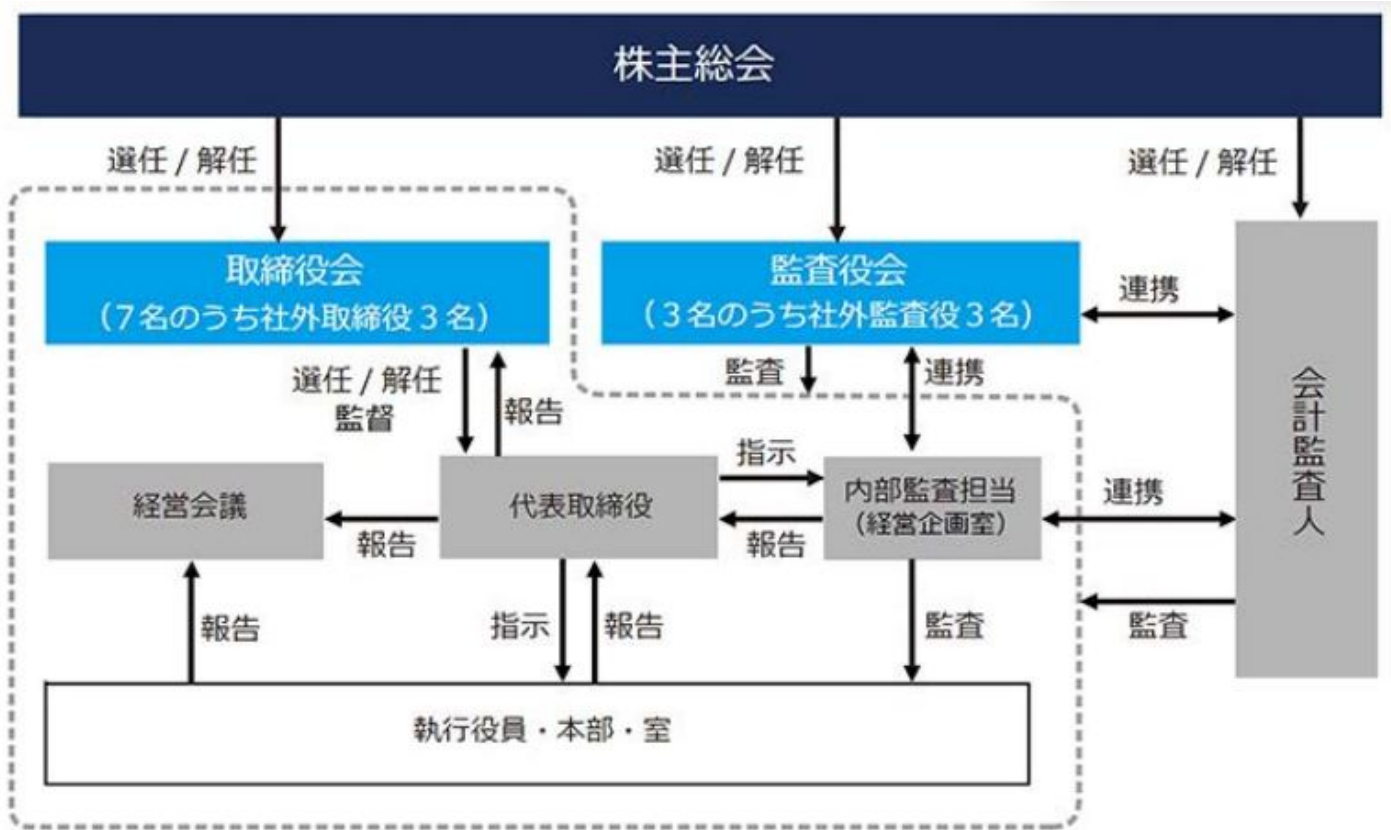 株主総会
選任 / 解任
選任 / 解任
選任 / 解任
取締役会
（７名のうち社外取締役３名）
監査役会
（３名のうち社外監査役３名）
連携
選任 / 解任
監督
報告
監査
連携
会計監査人
経営会議
報告
代表取締役
指示
報告
内部監査担当
（経営企画室）
連携
報告
指示
報告
監査
監査
執行役員・本部・室